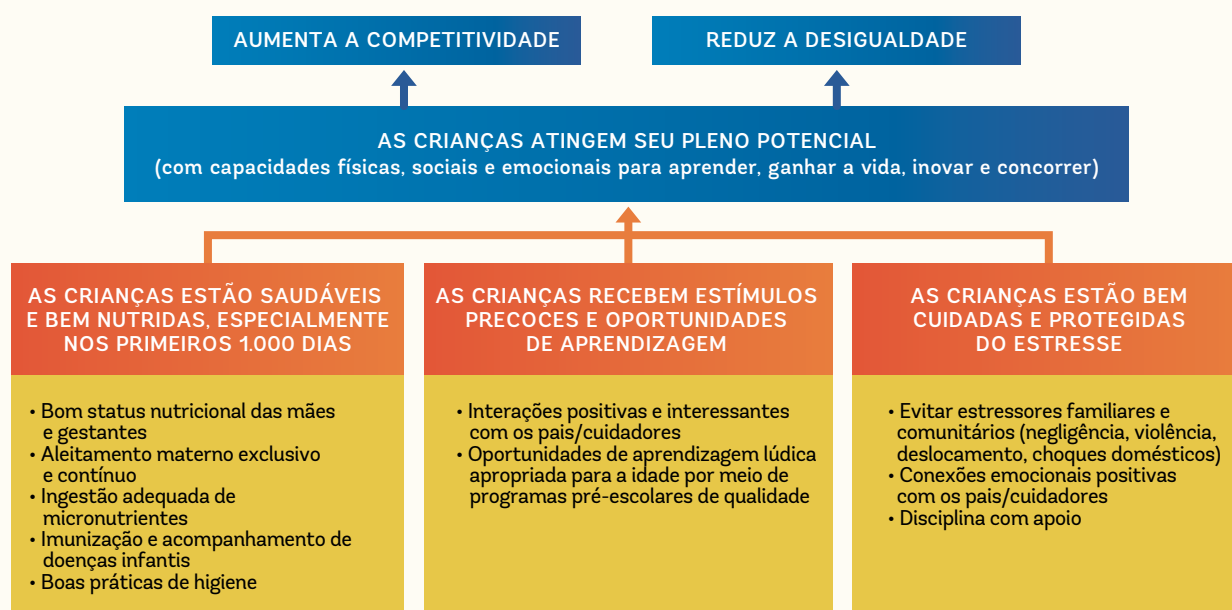 AUMENTA A COMPETITIVIDADE
REDUZ A DESIGUALDADE
AS CRIANÇAS ATINGEM SEU PLENO POTENCIAL
(com capacidades físicas, sociais e emocionais para aprender, ganhar a vida, inovar e concorrer)
AS CRIANÇAS ESTÃO SAUDÁVEIS
E BEM NUTRIDAS, ESPECIALMENTE
NOS PRIMEIROS 1.000 DIAS
• Bom status nutricional das mães
e gestantes
• Aleitamento materno exclusivo
e contínuo
• Ingestão adequada de
micronutrientes
• Imunização e acompanhamento de
doenças infantis
• Boas práticas de higiene
AS CRIANÇAS RECEBEM ESTÍMULOS
PRECOCES E OPORTUNIDADES
DE APRENDIZAGEM
• Interações positivas e interessantes
com os pais/cuidadores
• Oportunidades de aprendizagem lúdica
apropriada para a idade por meio de
programas pré-escolares de qualidade
AS CRIANÇAS ESTÃO BEM
CUIDADAS E PROTEGIDAS
DO ESTRESSE
• Evitar estressores familiares e
comunitários (negligência, violência,
deslocamento, choques domésticos)
• Conexões emocionais positivas
com os pais/cuidadores
• Disciplina com apoio